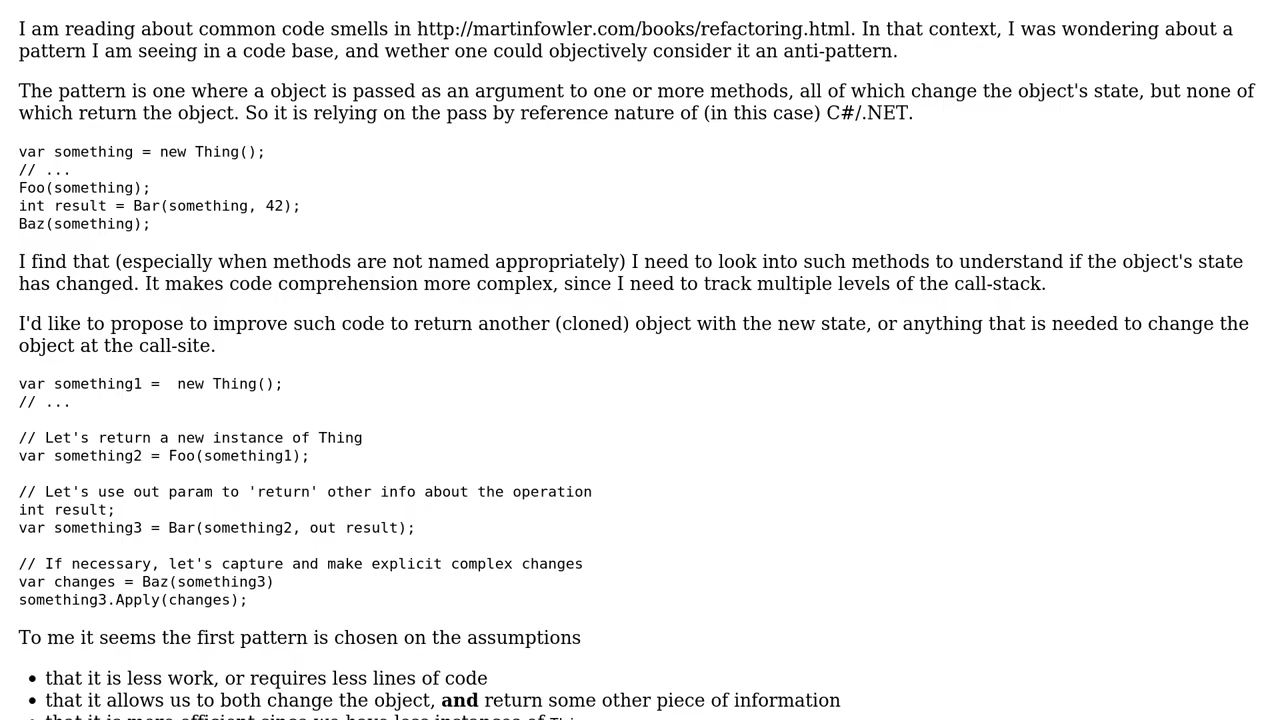 I am reading about common code smells in http://martinfowler.com/books/refactoring.html. In that context, I was wondering about a
pattern I am seeing in a code base, and wether one could objectively consider it an anti-pattern.
The pattern is one where a object is passed as an argument to one or more methods, all of which change the object's state, but none of
which return the object. So it is relying on the pass by reference nature of (in this case) C#/.NET.
var something = new Thing();
// ...
Foo(something);
int result = Bar(something, 42);
Baz(something);
I find that (especially when methods are not named appropriately) I need to look into such methods to understand if the object's state
has changed. It makes code comprehension more complex, since I need to track multiple levels of the call-stack.
I'd like to propose to improve such code to return another (cloned) object with the new state, or anything that is needed to change the
object at the call-site.
var something1 =  new Thing();
// ...
// Let's return a new instance of Thing
var something2 = Foo(something1);
// Let's use out param to 'return' other info about the operation
int result;
var something3 = Bar(something2, out result);
// If necessary, let's capture and make explicit complex changes
var changes = Baz(something3)
something3.Apply(changes);
To me it seems the first pattern is chosen on the assumptions
• that it is less work, or requires less lines of code
• that it allows us to both change the object, and return some other piece of information
• that it is more efficient since we have less instances of Thing